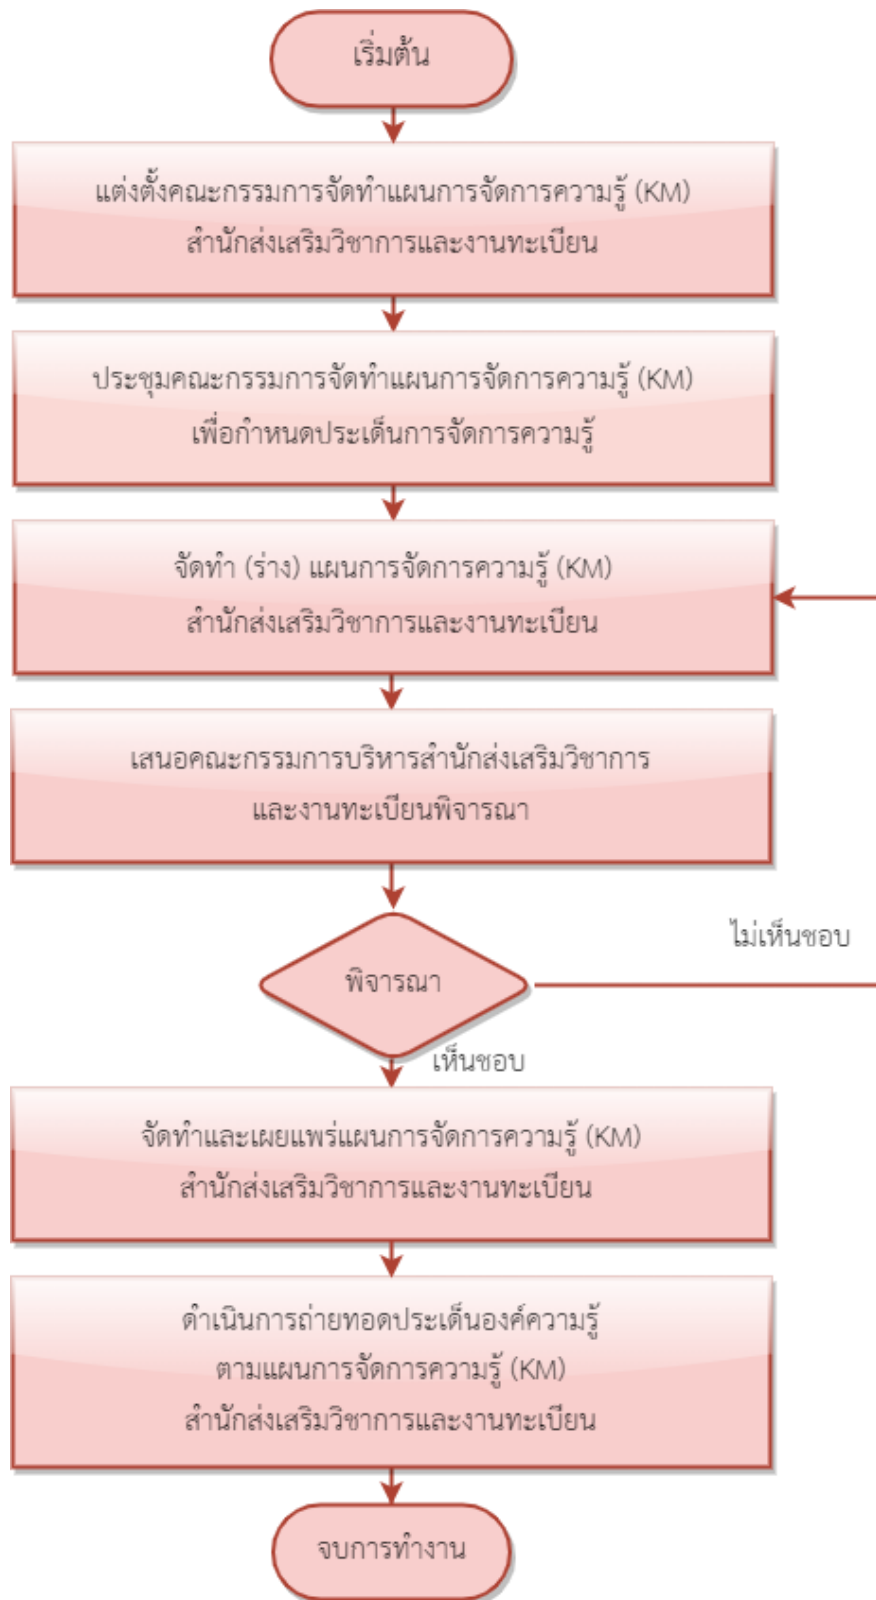 เริ่มต้น
แต่งตั้งคณะกรรมการจัดทำแผนการจัดการความรู้ (KM)
สำนักส่งเสริมวิชาการและงานทะเบียน
ประชุมคณะกรรมการจัดทำแผนการจัดการความรู้ (KM)
เพื่อกำหนดประเด็นการจัดการความรู้
จัดทำ (ร่าง) แผนการจัดการความรู้ (KM)
สำนักส่งเสริมวิชาการและงานทะเบียน
เสนอคณะกรรมการบริหารสำนักส่งเสริมวิชาการ
และงานทะเบียนพิจารณา
ไม่เห็นชอบ
พิจารณา
เห็นชอบ
จัดทำและเผยแพร่แผนการจัดการความรู้ (KM)
สำนักส่งเสริมวิชาการและงานทะเบียน
ดำเนินการถ่ายทอดประเด็นองค์ความรู้
ตามแผนการจัดการความรู้ (KM)
สำนักส่งเสริมวิชาการและงานทะเบียน
จบการทำงาน